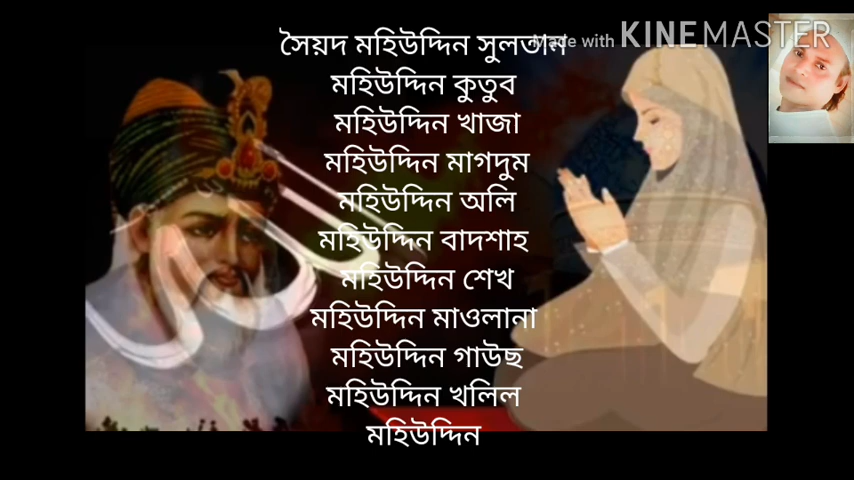 Made with KINEMASTER
সৈয়দ মহিউদ্দিন সুলতান
মহিউদ্দিন কুতুব
মহিউদ্দিন খাজা
মহিউদ্দিন মাগদুম
মহিউদ্দিন অলি
মহিউদ্দিন বাদশাহ
মহিউদ্দিন শেখ
মহিউদ্দিন মাওলানা
মহিউদ্দিন গাউছ
মহিউদ্দিন খলিল
মহিউদ্দিন